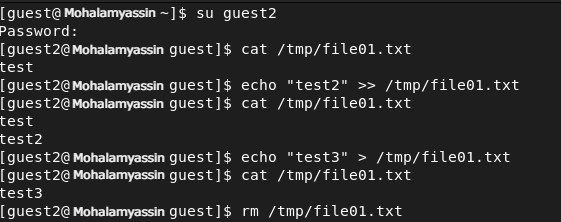 [guest@Mohalamyassin ~]$ su guest2
Password:
[guest2@Mohalamyassin guest]$ cat /tmp/file01.txt
test
[guest2@Mohalamyassin guest]$ echo "test2" >> /tmp/file01.txt
[guest2@Mohalamyassin guest]$ cat /tmp/file01.txt
test
test2
[guest2@Mohalamyassin guest]$ echo "test3" > /tmp/file01.txt
[guest2@Mohalamyassin guest]$ cat /tmp/file01.txt
test3
[guest2@Mohalamyassin guest]$ rm /tmp/file01.txt